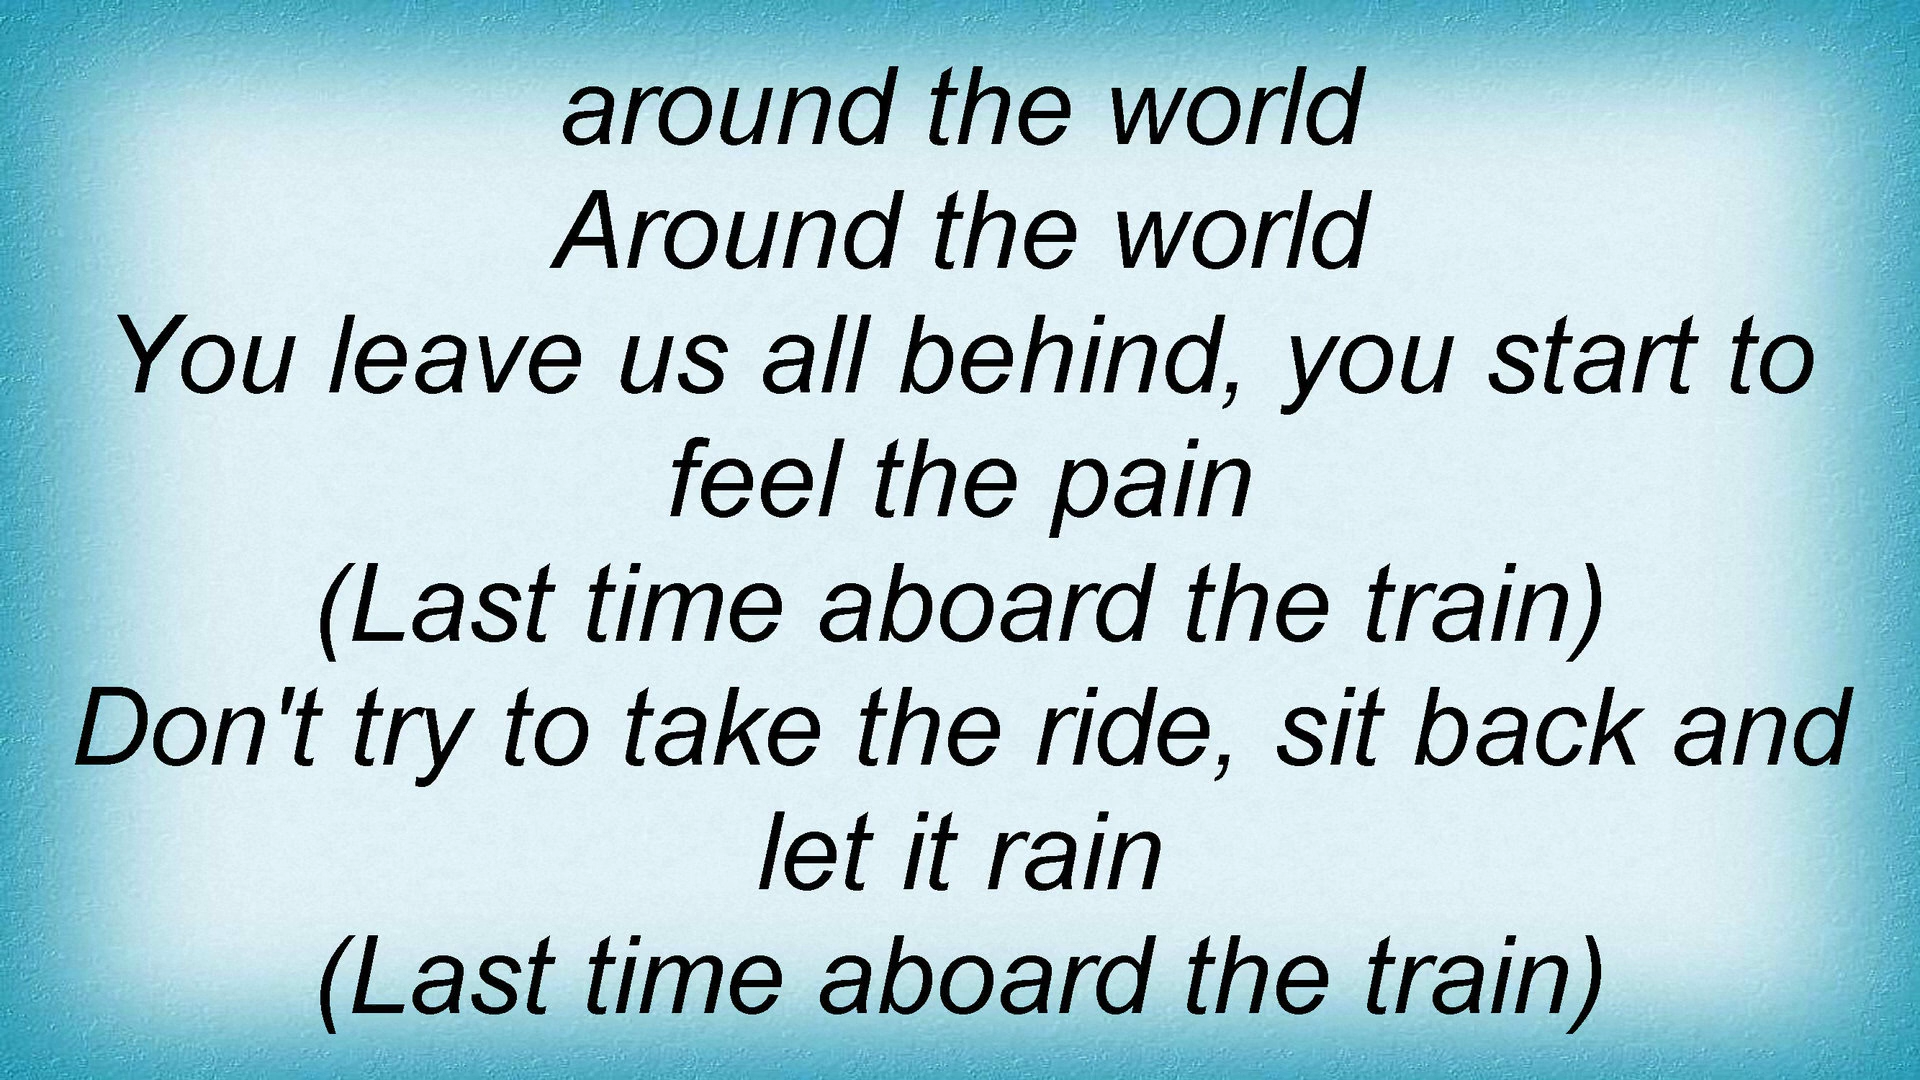 around the world
Around the world
You leave us all behind, you start to
feel the pain
(Last time aboard the train)
Don't try to take the ride, sit back and
let it rain
(Last time aboard the train)